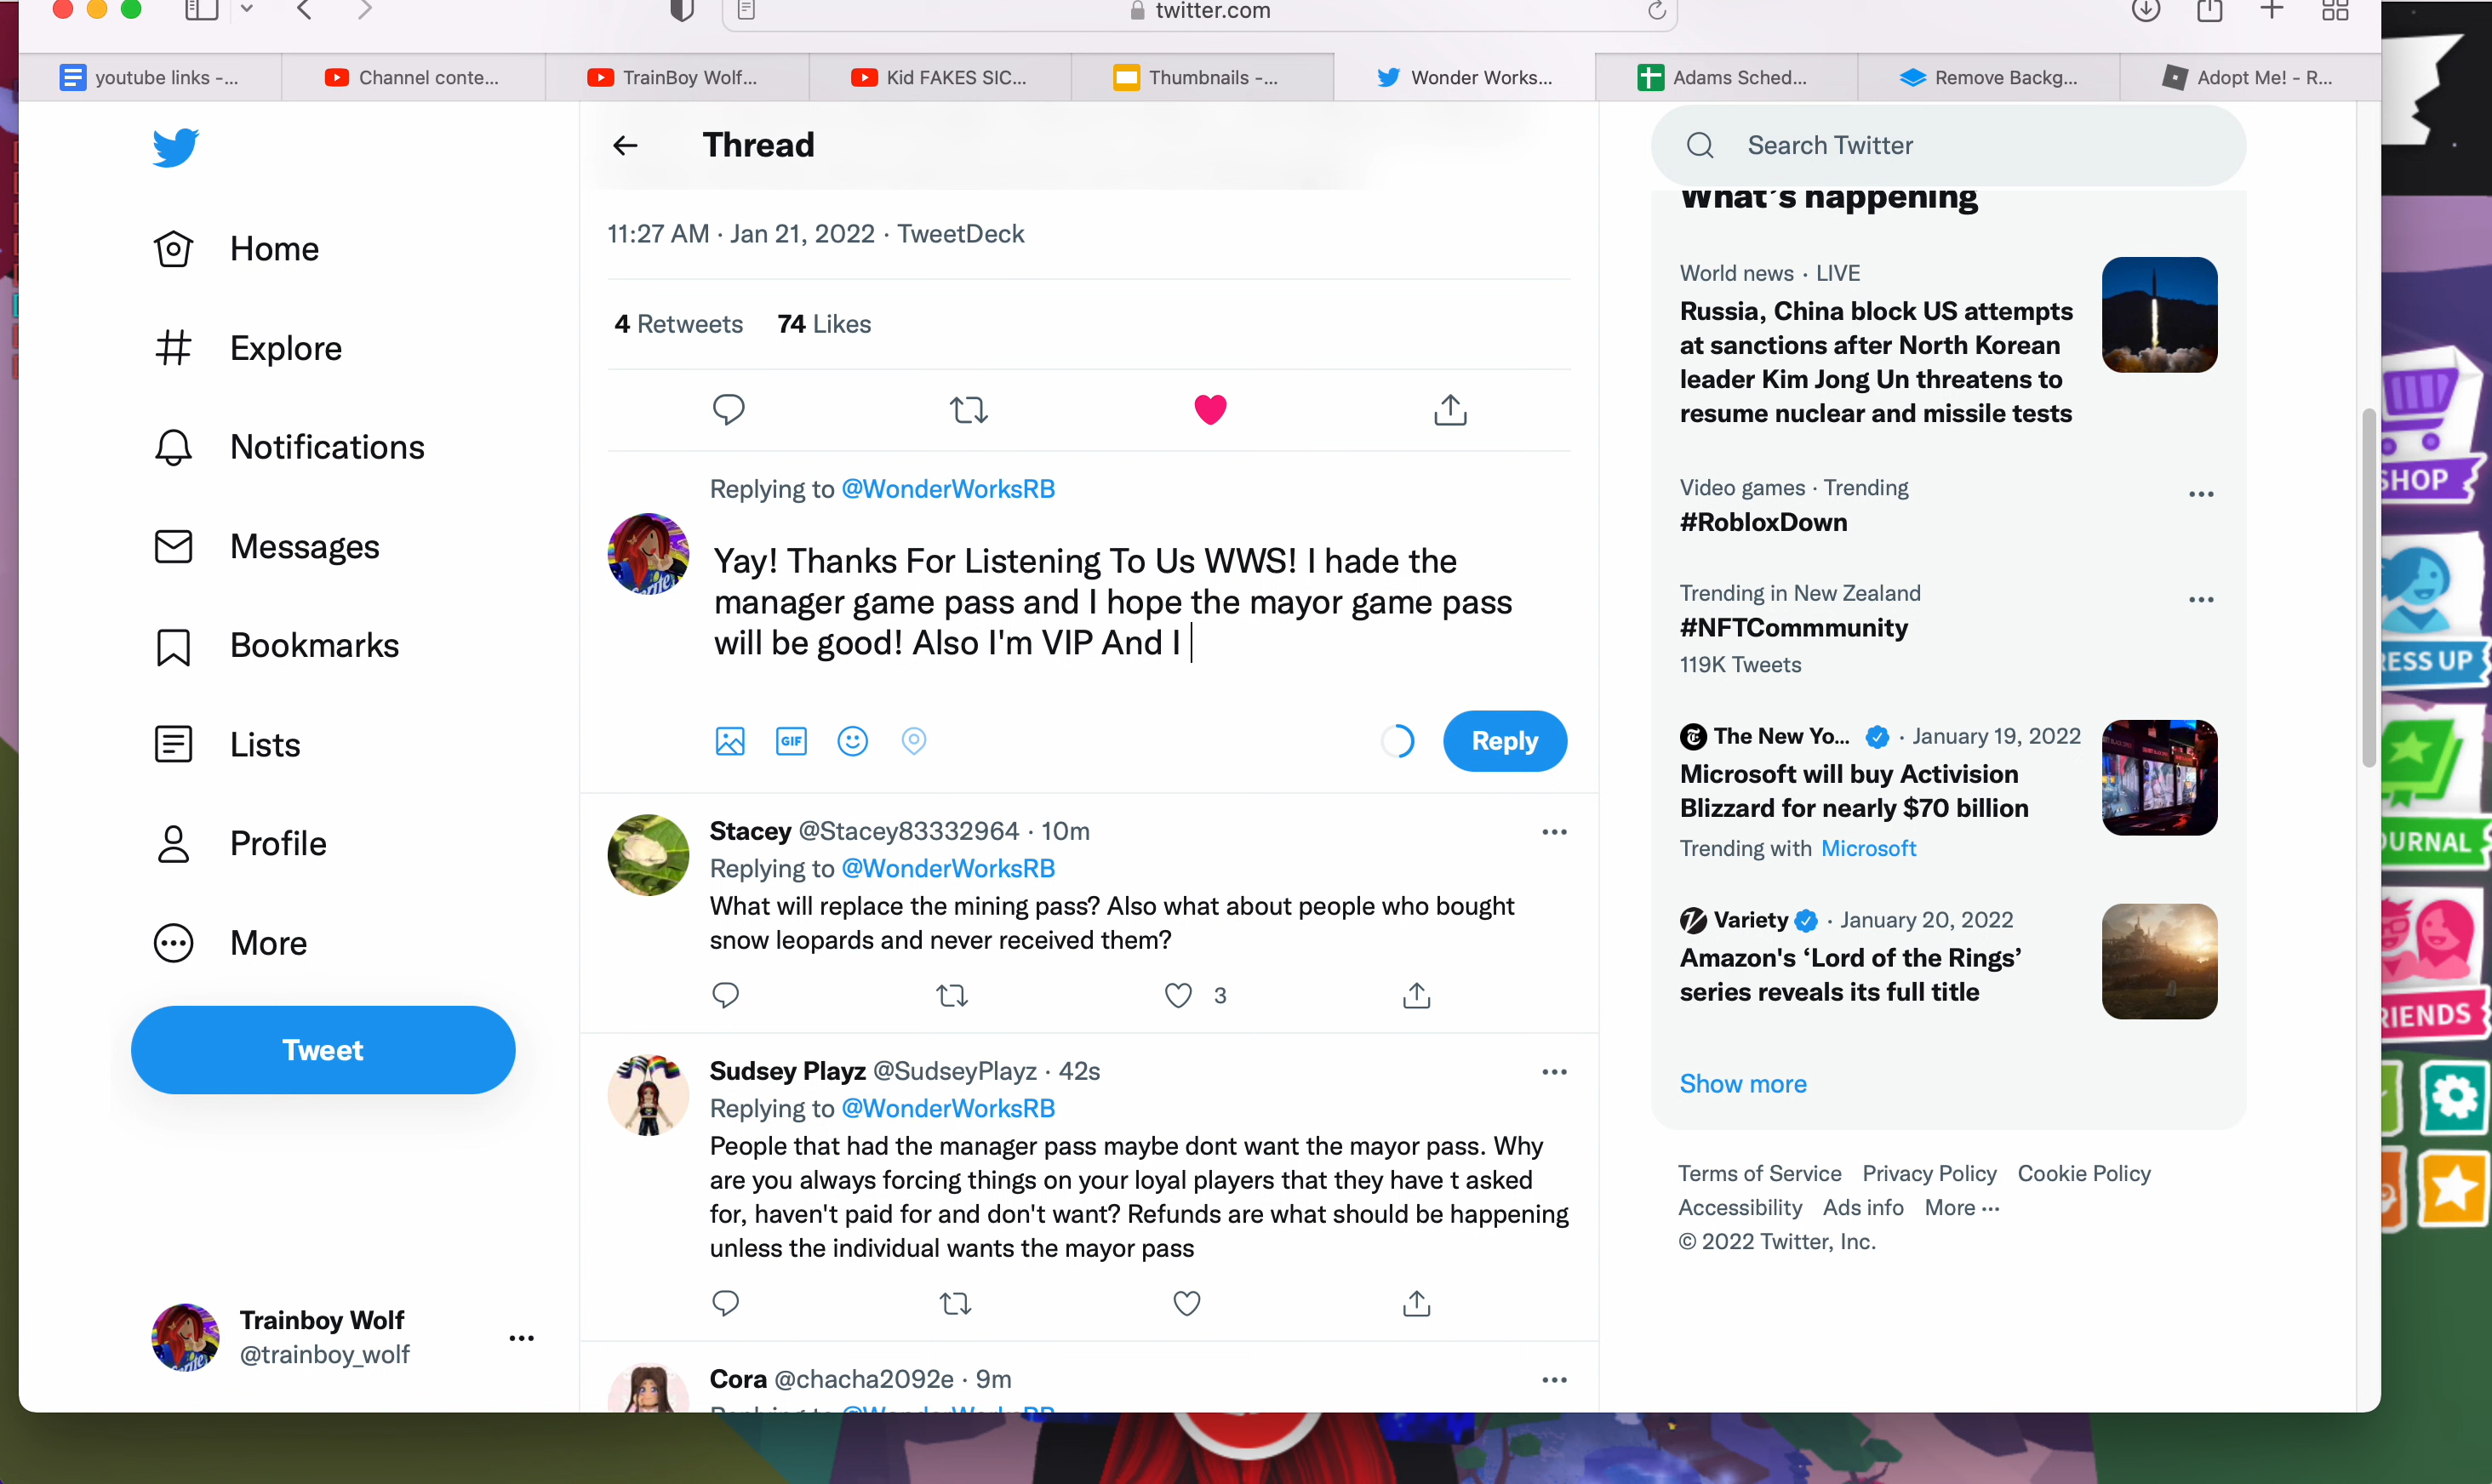 twitter.com
youtube links -...
Channel conte...
TrainBoy Wolf...
Kid FAKES SIC...
Thumbnails -...
Wonder Works...
Adams Sched...
Remove Backg...
Adopt Me! - R...
Home
Explore
Notifications
Messages
Bookmarks
Lists
Profile
More
Tweet
Trainboy Wolf
@trainboy_wolf
Thread
11:27 AM · Jan 21, 2022 · TweetDeck
4 Retweets 74 Likes
Replying to @WonderWorksRB
Yay! Thanks For Listening To Us WWS! I hade the
manager game pass and I hope the mayor game pass
will be good! Also I'm VIP And I
GIF
Reply
Stacey @Stacey83332964 · 10m
Replying to @WonderWorksRB
What will replace the mining pass? Also what about people who bought
snow leopards and never received them?
3
Sudsey Playz @SudseyPlayz · 42s
Replying to @WonderWorksRB
People that had the manager pass maybe dont want the mayor pass. Why
are you always forcing things on your loyal players that they have t asked
for, haven't paid for and don't want? Refunds are what should be happening
unless the individual wants the mayor pass
Cora @chacha2092e · 9m
Replying to @WonderWorksRB
Search Twitter
What's happening
World news · LIVE
Russia, China block US attempts
at sanctions after North Korean
leader Kim Jong Un threatens to
resume nuclear and missile tests
Video games · Trending
#RobloxDown
Trending in New Zealand
#NFTCommmunity
119K Tweets
The New Yo... · January 19, 2022
Microsoft will buy Activision
Blizzard for nearly $70 billion
Trending with Microsoft
Variety · January 20, 2022
Amazon's ‘Lord of the Rings’
series reveals its full title
Show more
Terms of Service Privacy Policy Cookie Policy
Accessibility Ads info More ···
© 2022 Twitter, Inc.
SHOP
RESS UP
OURNAL
RIENDS